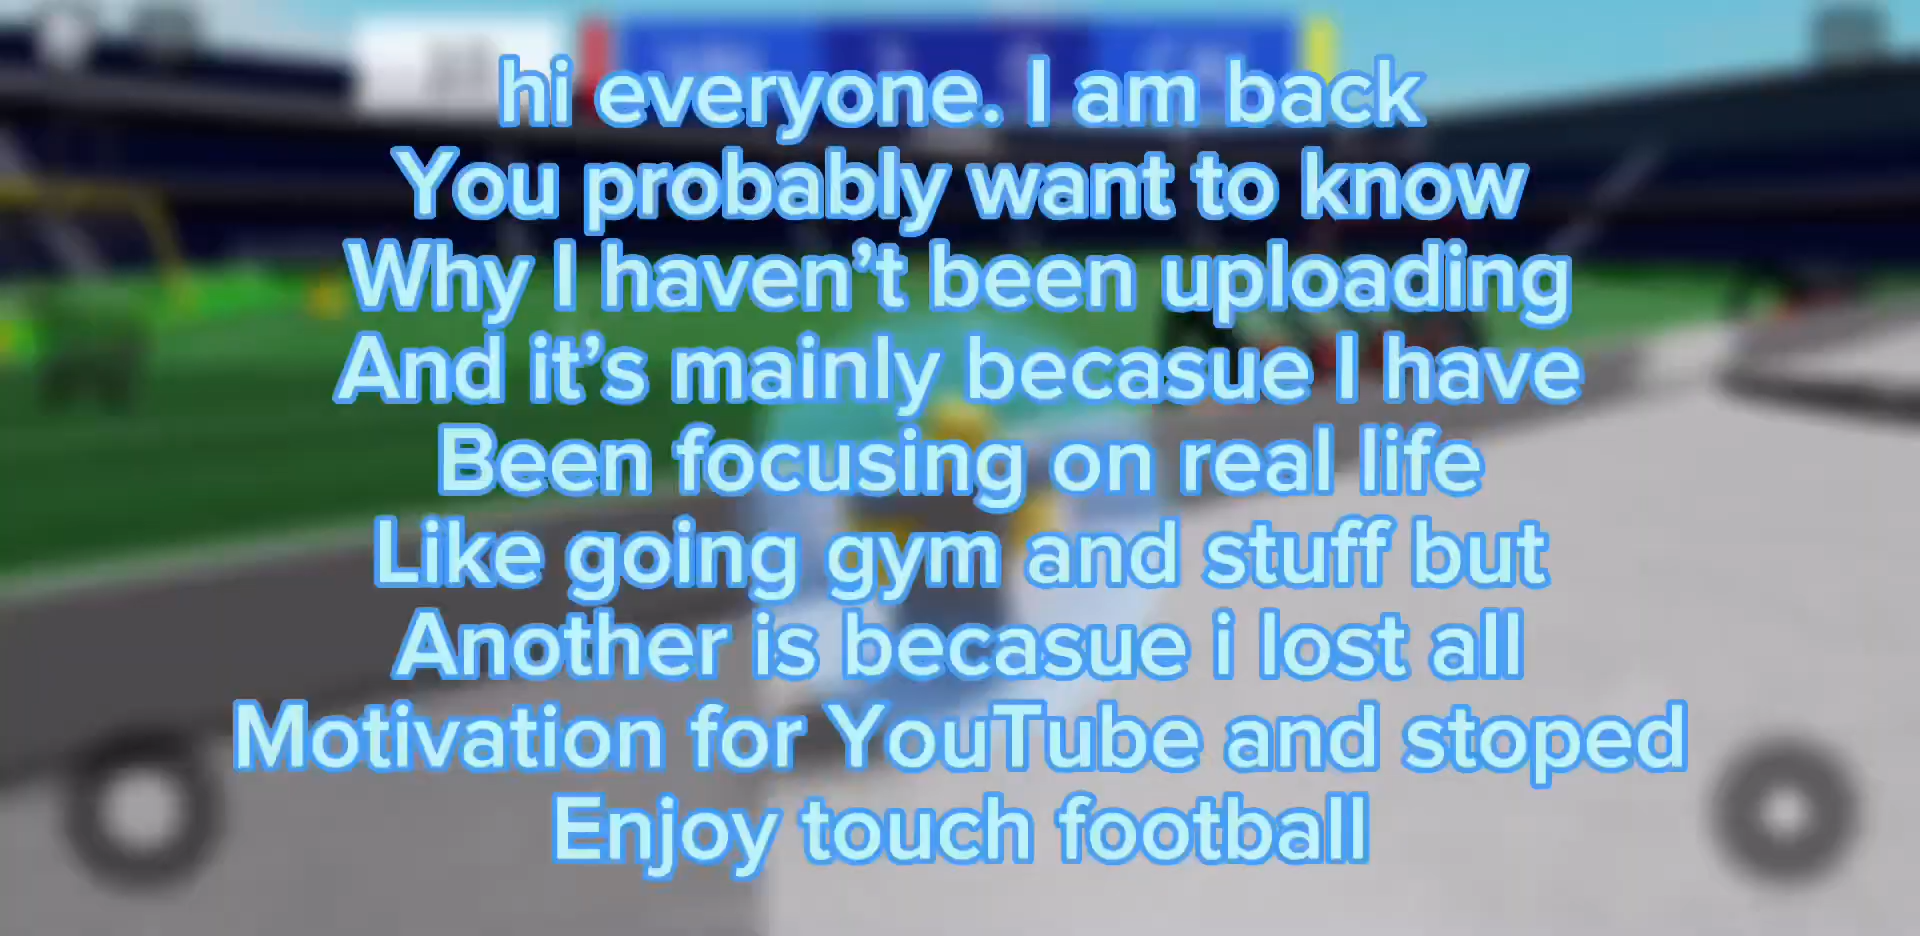 hi everyone. I am back
You probably want to know
Why I haven’t been uploading
And it’s mainly becasue I have
Been focusing on real life
Like going gym and stuff but
Another is becasue i lost all
Motivation for YouTube and stoped
Enjoy touch football